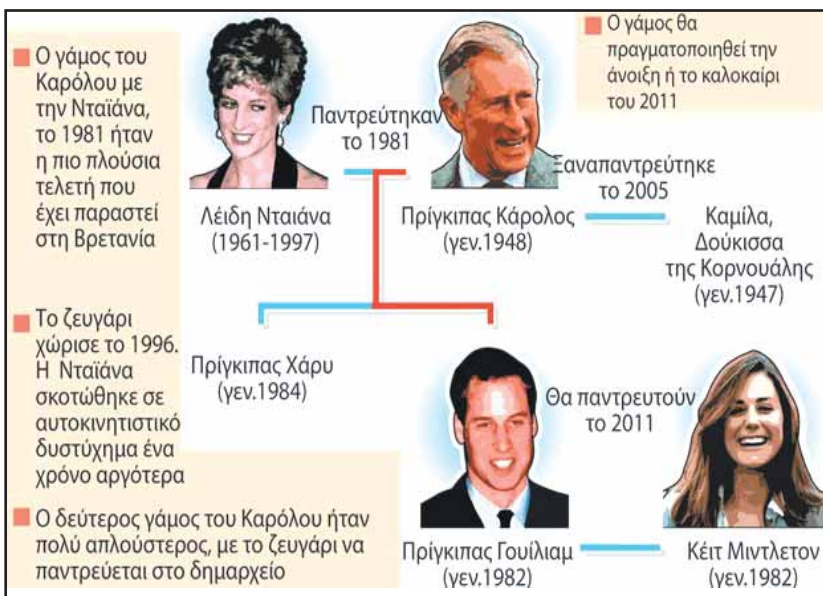 Ο γάμος του
Καρόλου με
την Νταϊάνα,
το 1981 ήταν
η πιο πλούσια
τελετή που
έχει παραστεί
στη Βρετανία
Παντρεύτηκαν
το 1981
Ο γάμος θα
πραγματοποιηθεί την
άνοιξη ή το καλοκαίρι
του 2011
Ξαναπαντρεύτηκε
το 2005
Λέιδη Νταιάνα
(1961-1997)
Πρίγκιπας Κάρολος
(γεν.1948)
Καμίλα,
Δούκισσα
της Κορνουάλης
(γεν.1947)
Το ζευγάρι
χώρισε το 1996.
Η Νταϊάνα
σκοτώθηκε σε
αυτοκινητιστικό
δυστύχημα ένα
χρόνο αργότερα
Πρίγκιπας Χάρυ
(γεν.1984)
Θα παντρευτούν
το 2011
Ο δεύτερος γάμος του Καρόλου ήταν
πολύ απλούστερος, με το ζευγάρι να
παντρεύεται στο δημαρχείο
Πρίγκιπας Γουίλιαμ
(γεν.1982)
Κέιτ Μιντλετον
(γεν.1982)